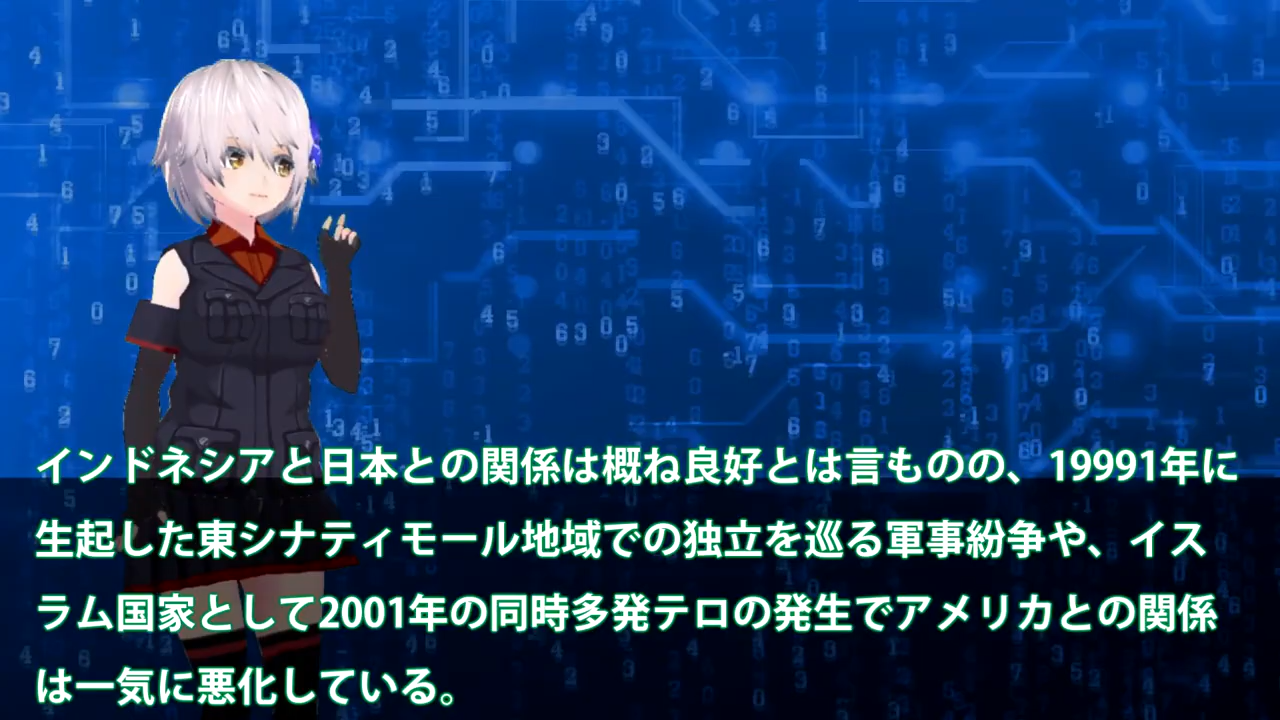 インドネシアと日本との関係は概ね良好とは言ものの、19991年に
生起した東シナティモール地域での独立を巡る軍事紛争や、イス
ラム国家として2001年の同時多発テロの発生でアメリカとの関係
は一気に悪化している。